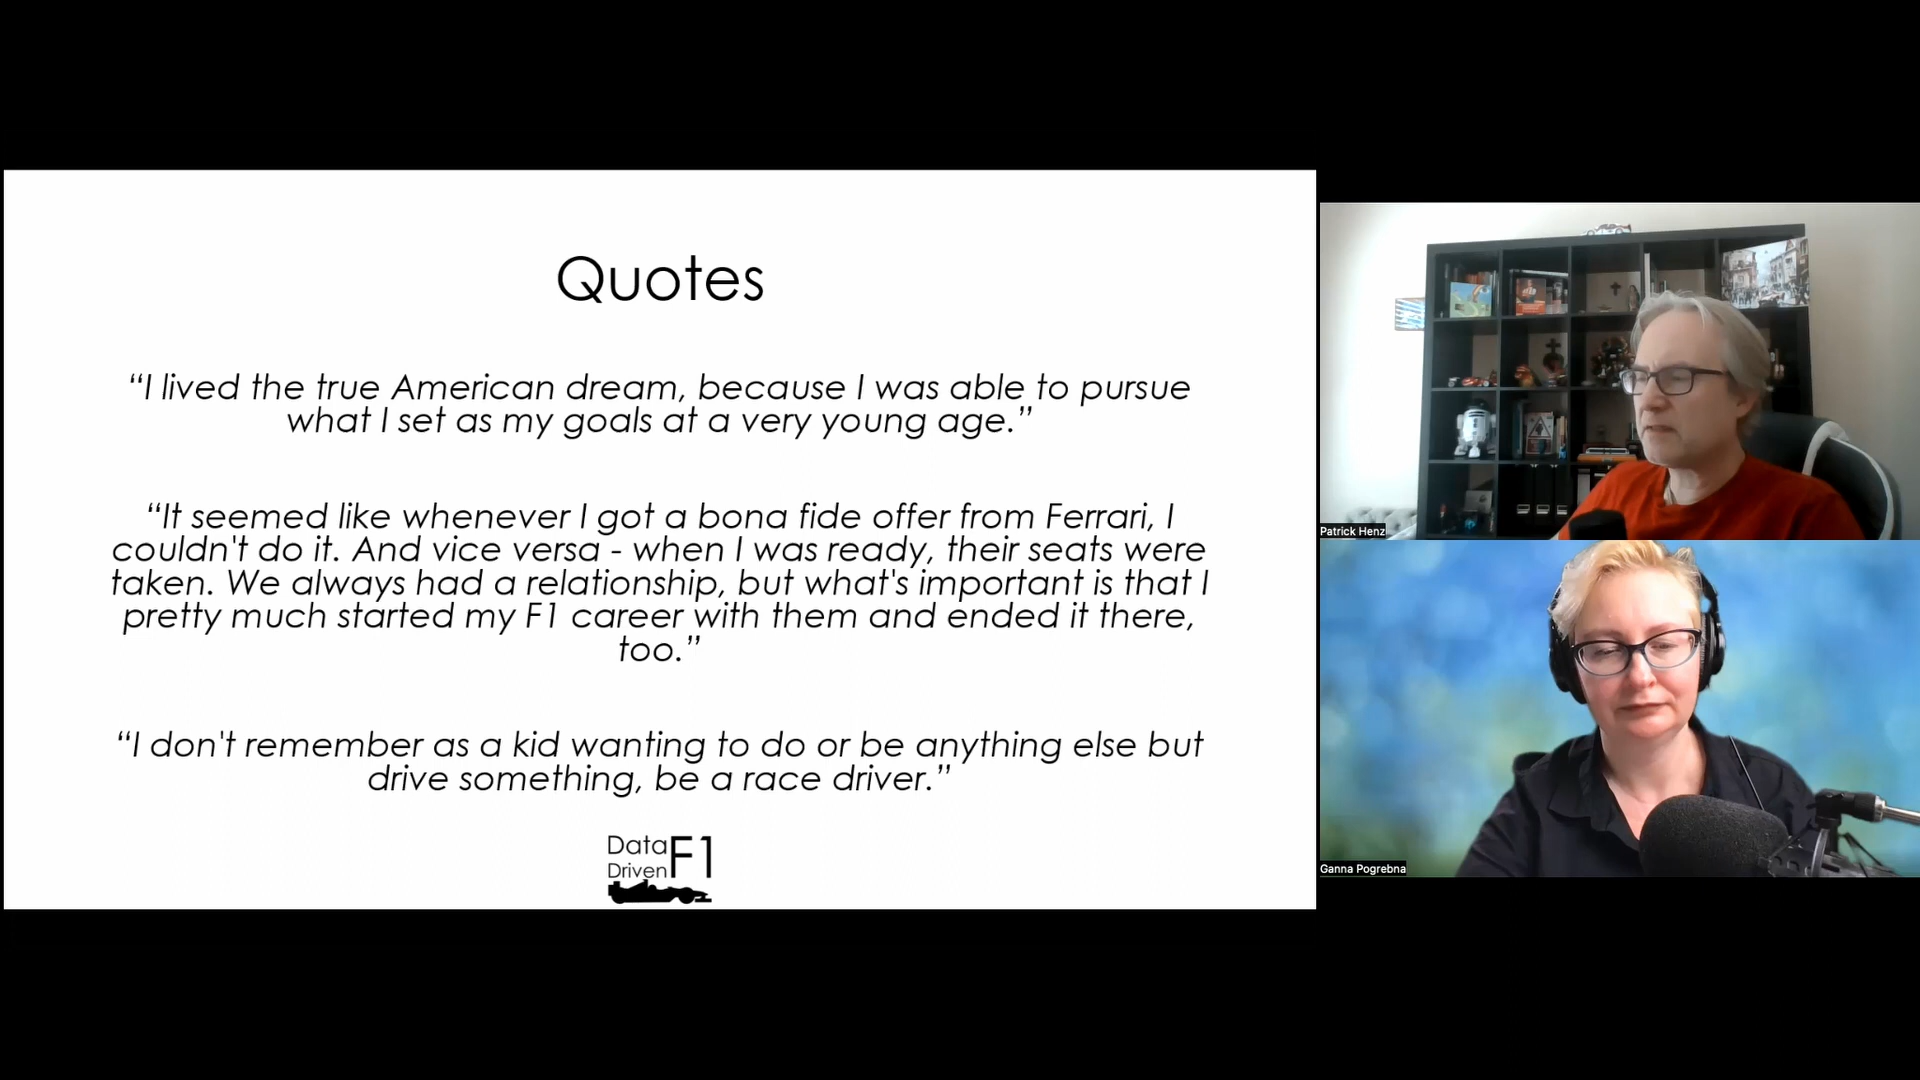 Quotes
“I lived the true American dream, because I was able to pursue
what I set as my goals at a very young age.”
“It seemed like whenever I got a bona fide offer from Ferrari, I
couldn't do it. And vice versa - when I was ready, their seats were
taken. We always had a relationship, but what's important is that I
pretty much started my F1 career with them and ended it there,
too.”
“I don't remember as a kid wanting to do or be anything else but
drive something, be a race driver.”
Data
Driven
F1
Patrick Henz
Ganna Pogrebna